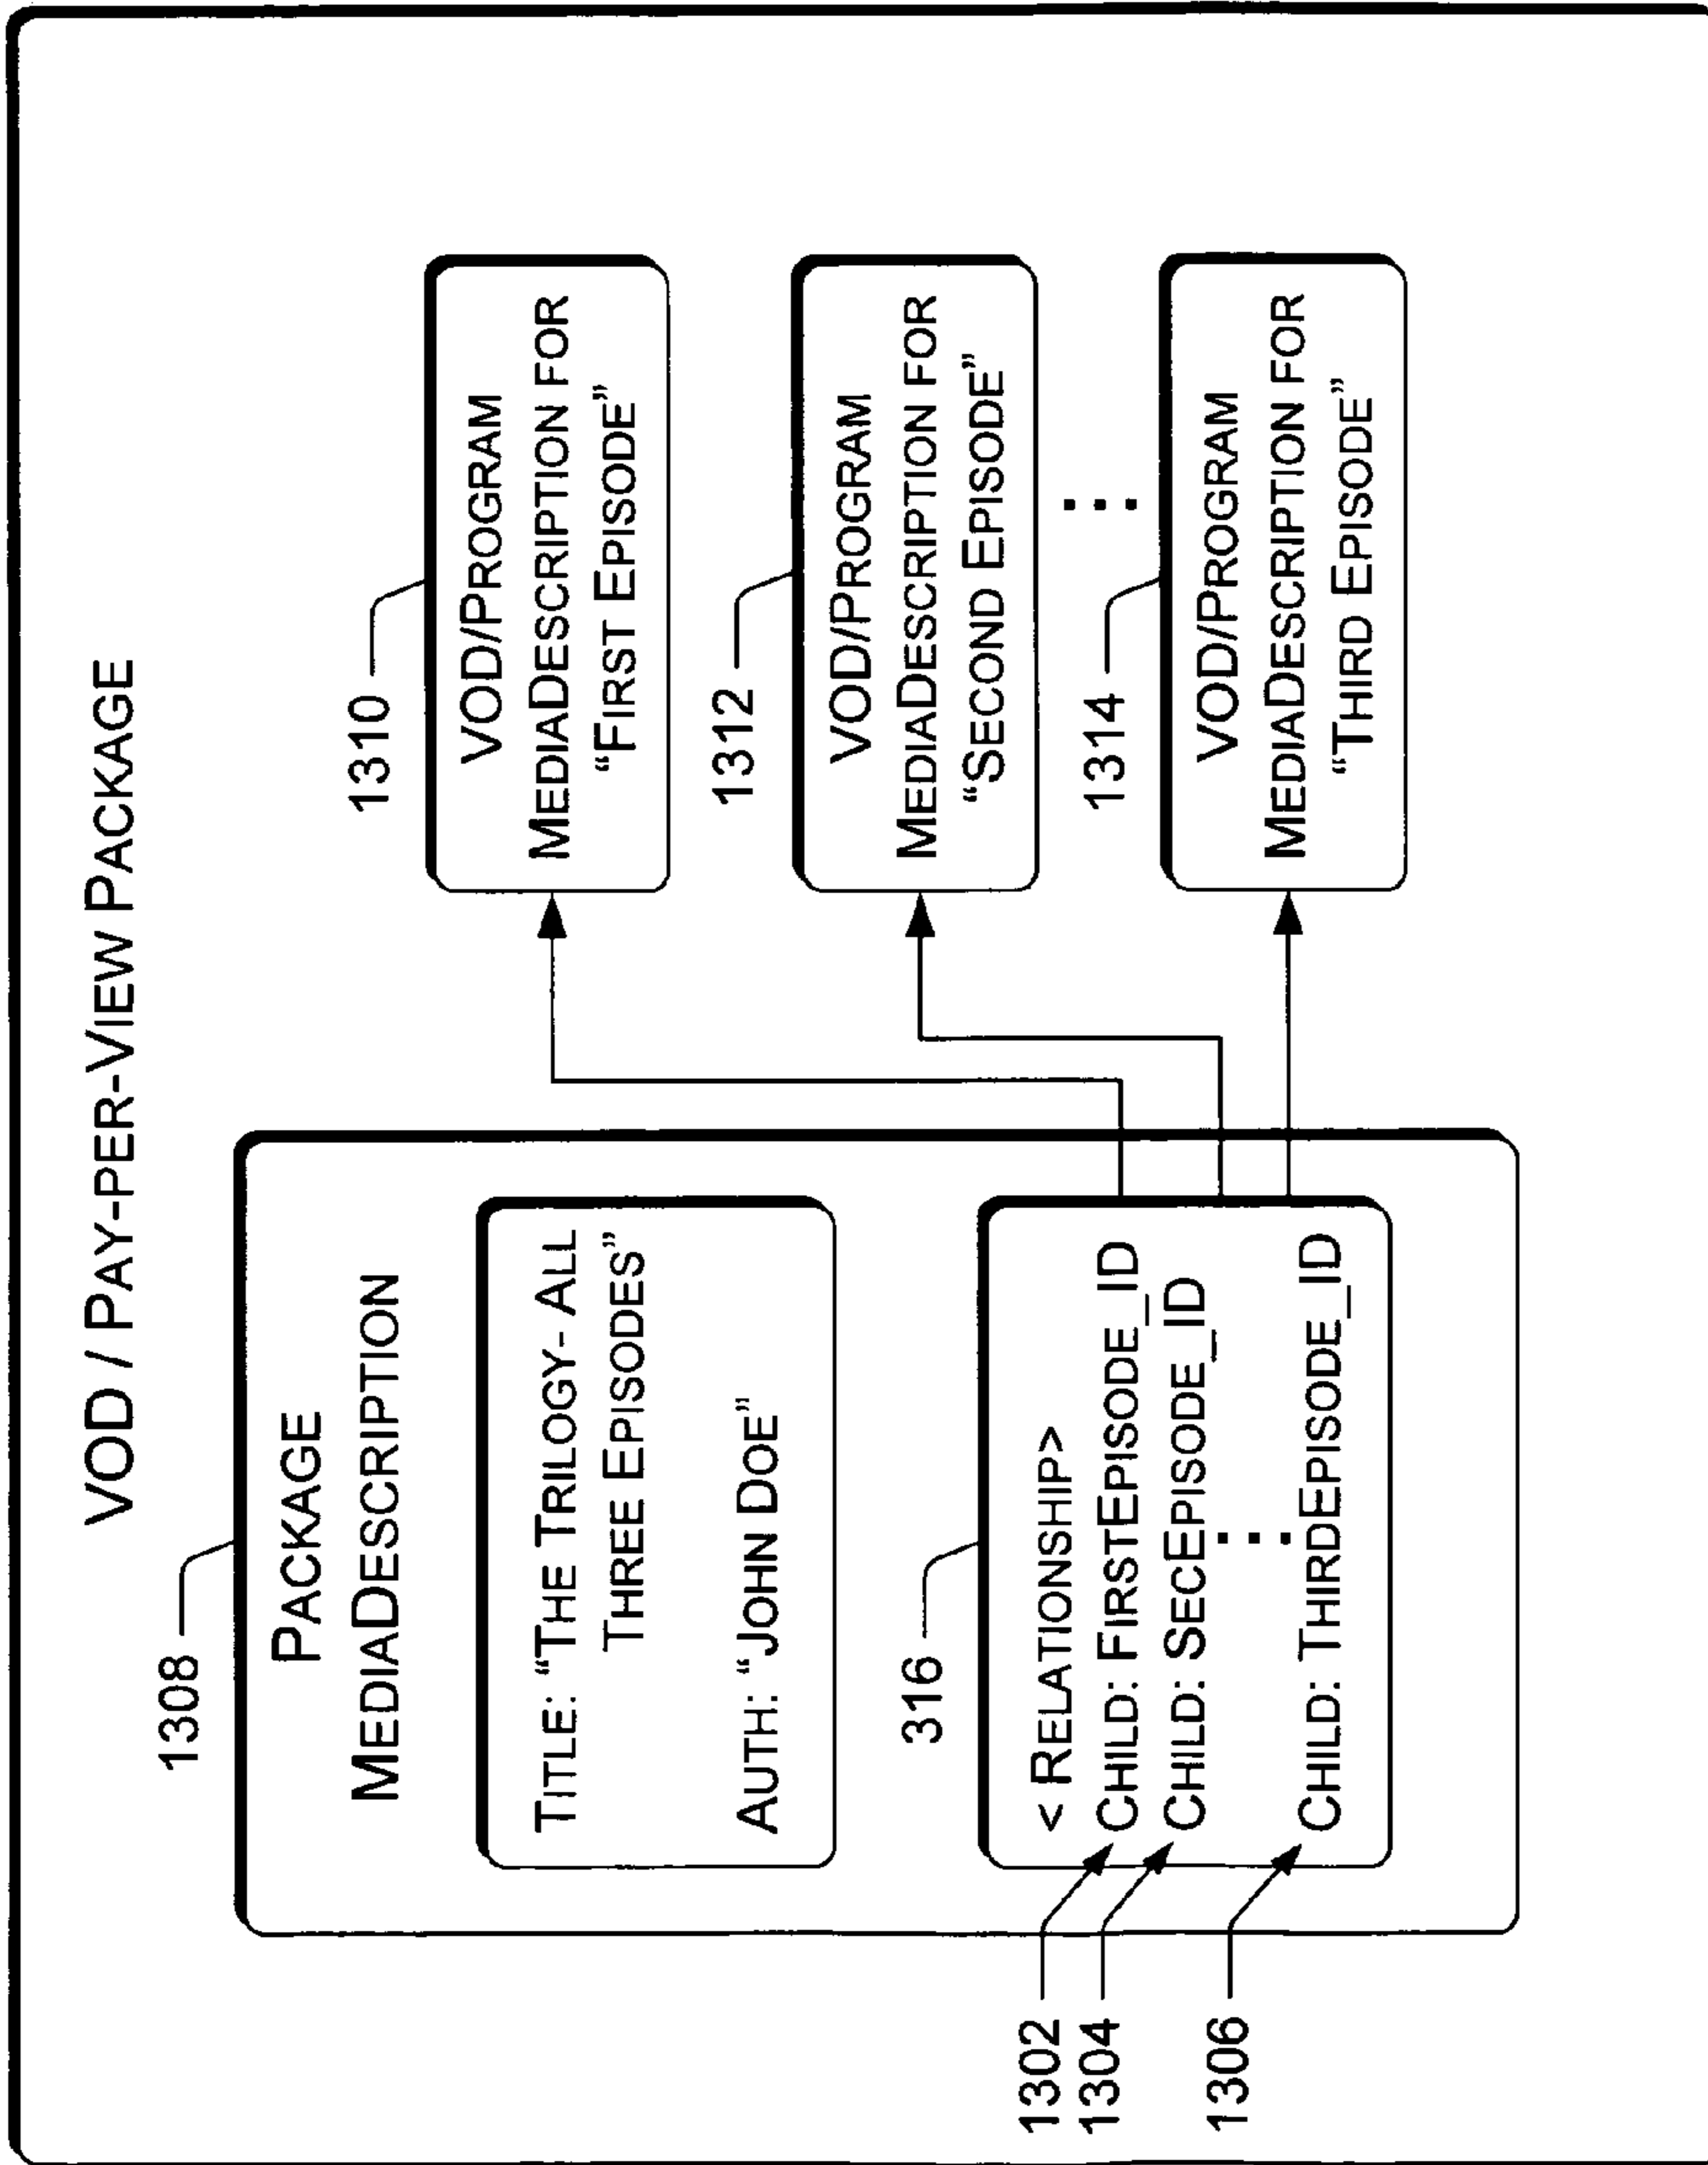 VOD / PAY-PER-VIEW PACKAGE
1308
PACKAGE
MEDIADESCRIPTION
TITLE: “THE TRILOGY- ALL
THREE EPISODES”
AUTH: “JOHN DOE”
316
< RELATIONSHIP>
CHILD: FIRSTEPISODE_ID
CHILD: SECEPISODE_ID
CHILD: THIRDEPISODE_ID
1302
1304
1306
1310
VOD/PROGRAM
MEDIADESCRIPTION FOR
“FIRST EPISODE”
1312
VOD/PROGRAM
MEDIADESCRIPTION FOR
“SECOND EPISODE”
1314
VOD/PROGRAM
MEDIADESCRIPTION FOR
“THIRD EPISODE”